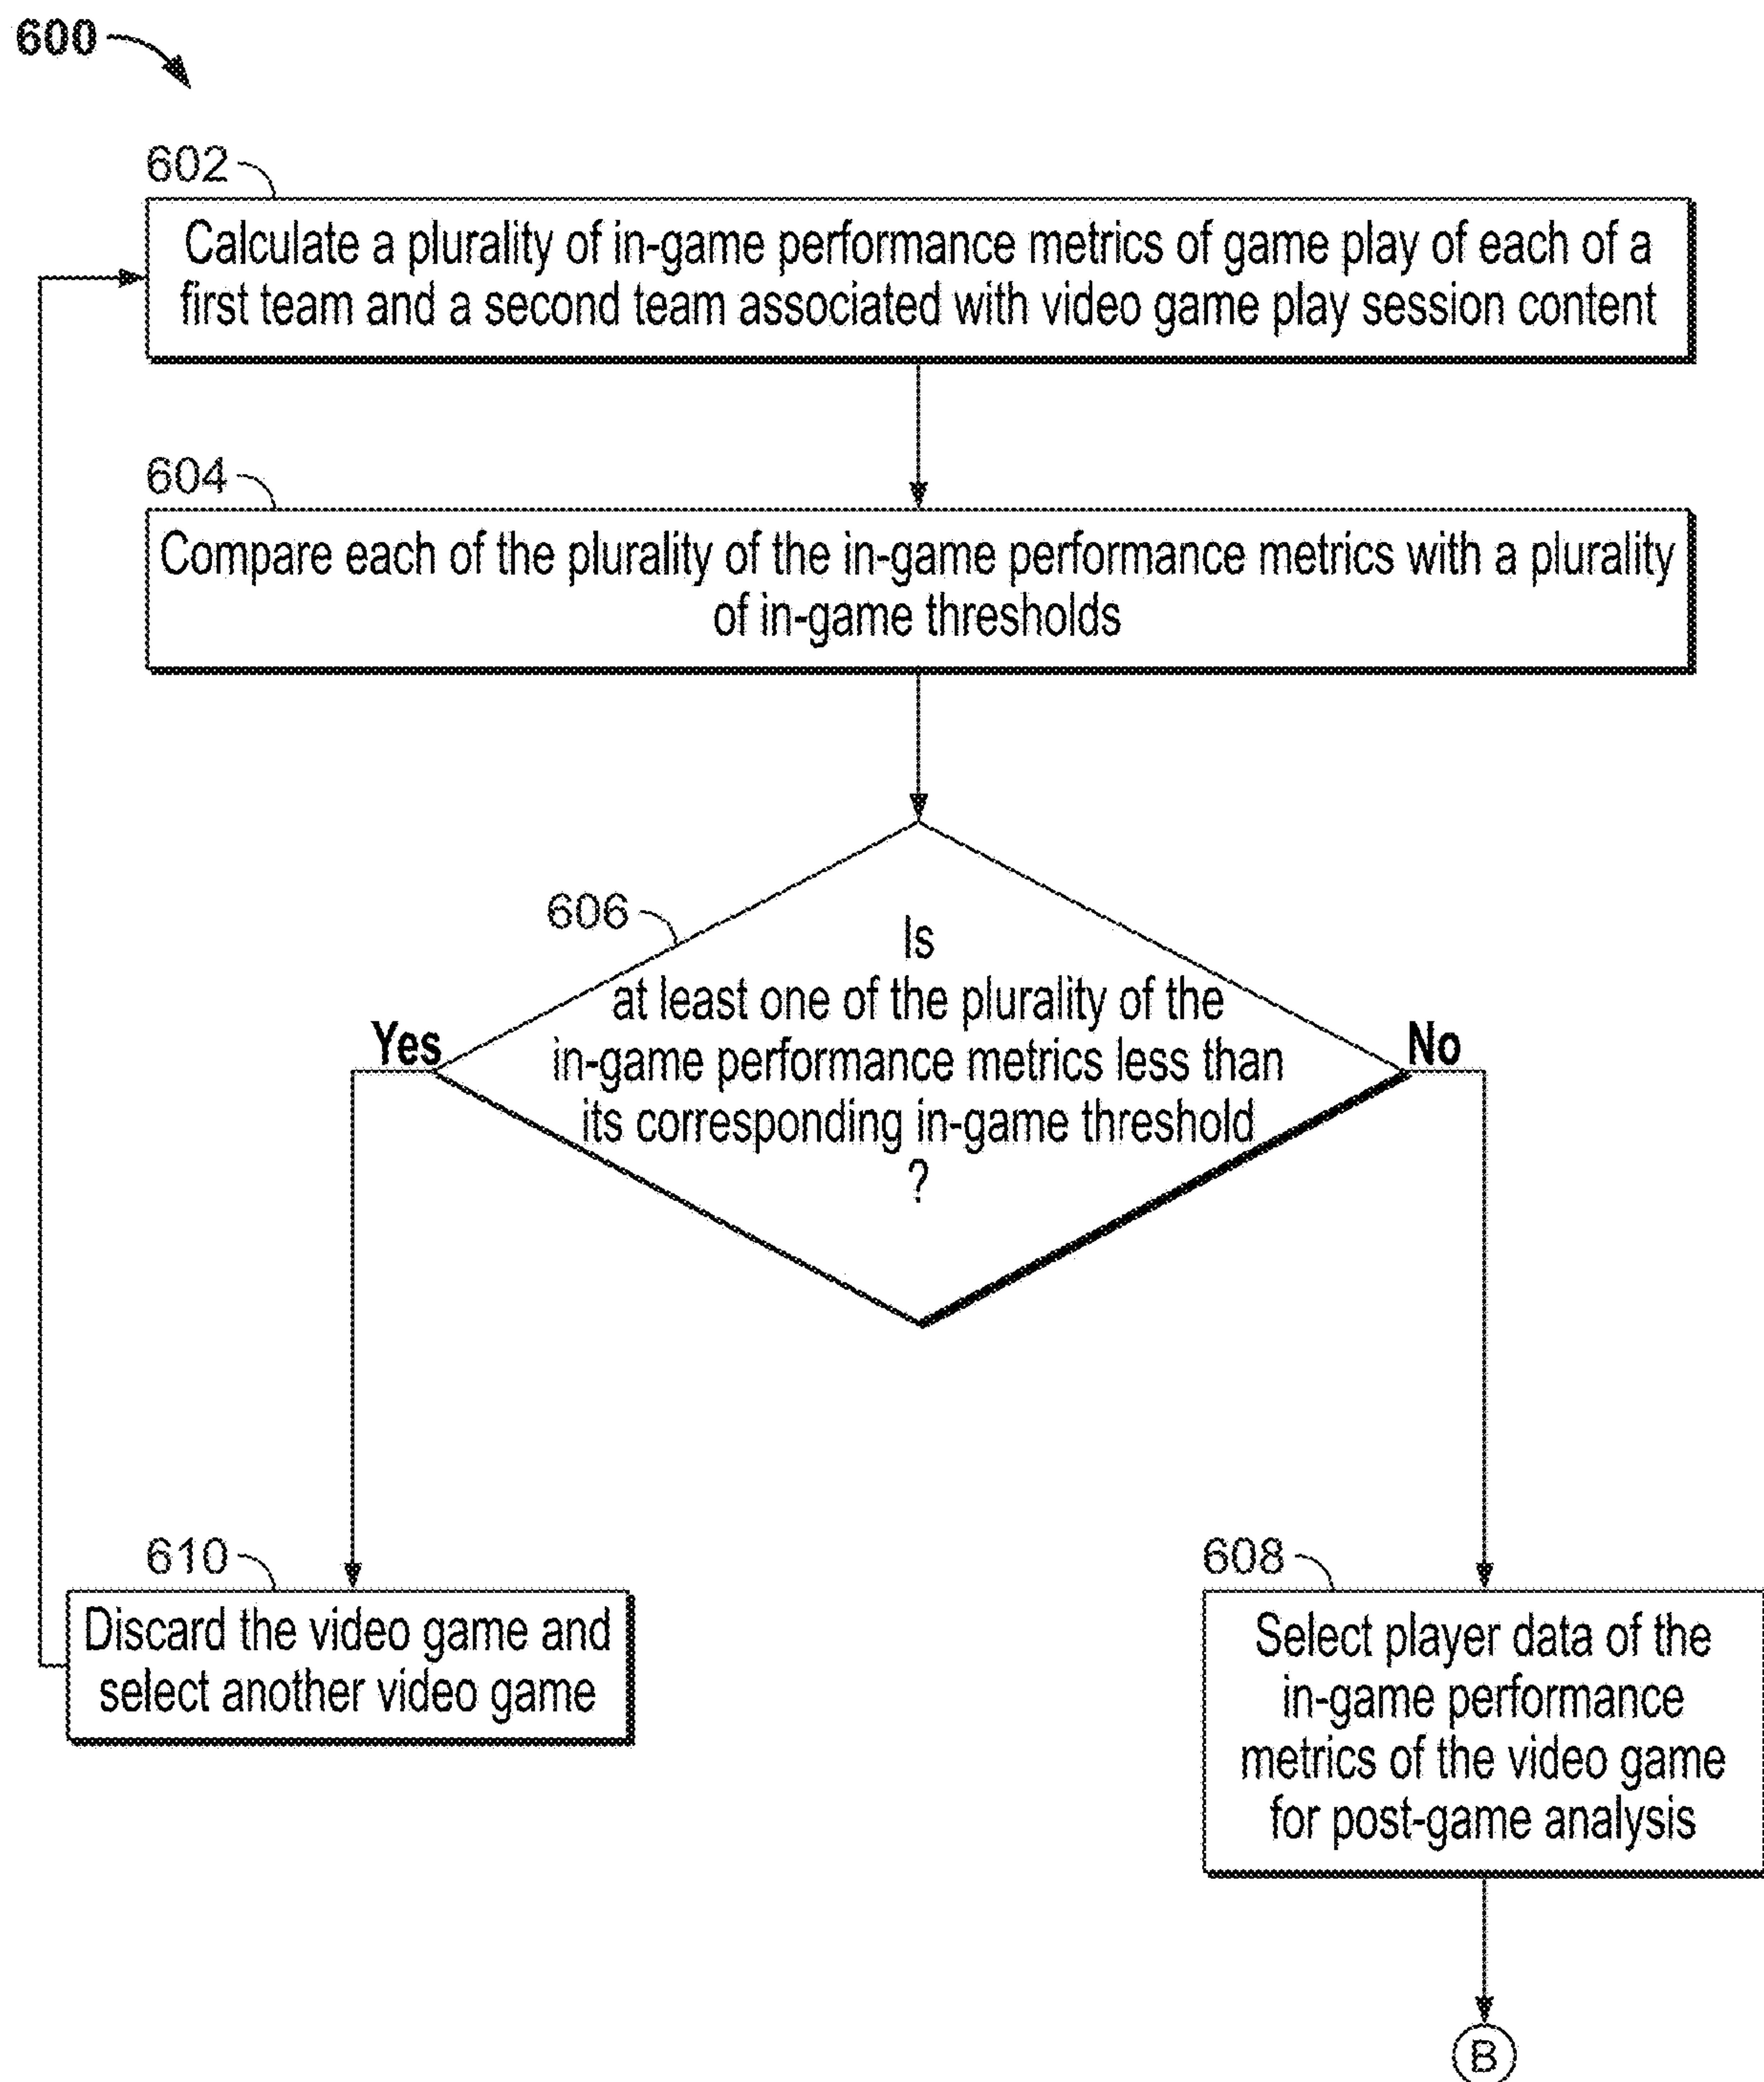 600
602
Calculate a plurality of in-game performance metrics of game play of each of a
first team and a second team associated with video game play session content
604
Compare each of the plurality of the in-game performance metrics with a plurality
of in-game thresholds
606
Is
at least one of the plurality of the
in-game performance metrics less than
its corresponding in-game threshold
?
Yes
No
610
Discard the video game and
select another video game
608
Select player data of the
in-game performance
metrics of the video game
for post-game analysis
B